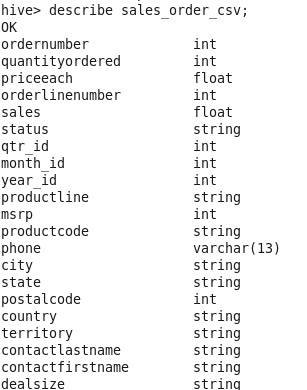 hive> describe sales_order_csv;
OK
ordernumber int
quantityordered int
priceeach float
orderlinenumber int
sales float
status string
qtr_id int
month_id int
year_id int
productline string
msrp int
productcode string
phone varchar(13)
city string
state string
postalcode int
country string
territory string
contactlastname string
contactfirstname string
dealsize string